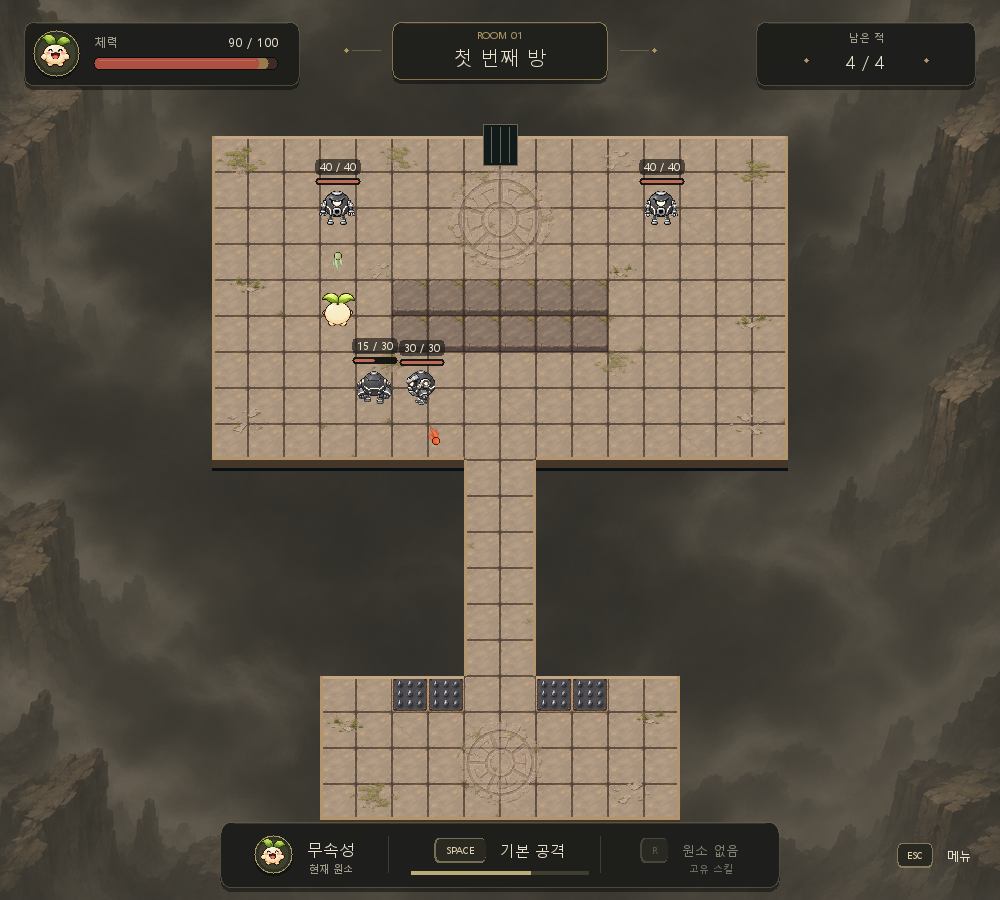 체력 90 / 100
ROOM 01
첫 번째 방
남은 적
4 / 4
40 / 40
40 / 40
15 / 30
30 / 30
무속성
현재 원소
SPACE 기본 공격
R 원소 없음
고유 스킬
ESC 메뉴